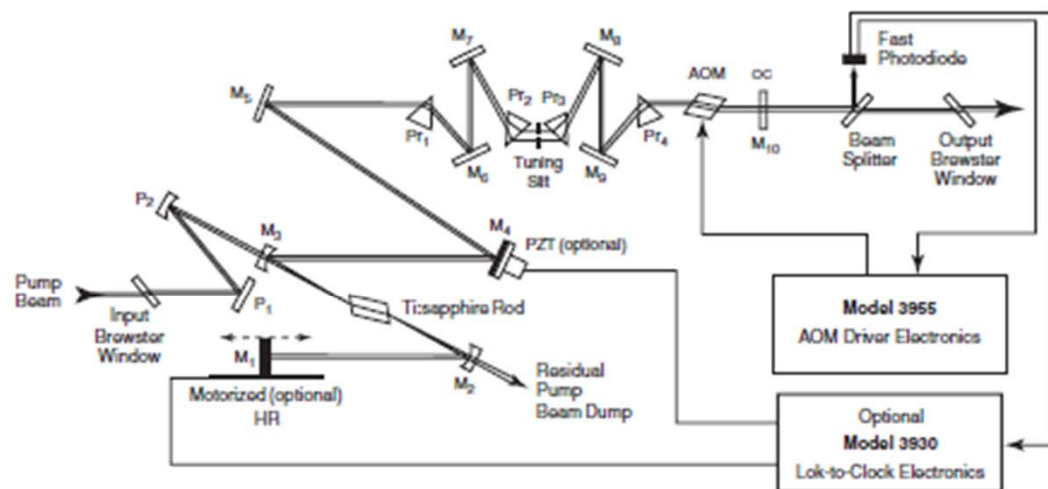 M7
M8
Fast
Photodiode
AOM
OC
M5
Pr2
Pr3
Pr1
Pr4
M6
Tuning
Slit
M9
M10
Beam
Splitter
Output
Brewster
Window
P2
M3
M4
PZT (optional)
Pump
Beam
P1
Ti:sapphire Rod
Input
Brewster
Window
M1
M2
Motorized (optional)
HR
Residual
Pump
Beam Dump
Model 3955
AOM Driver Electronics
Optional
Model 3930
Lok-to-Clock Electronics